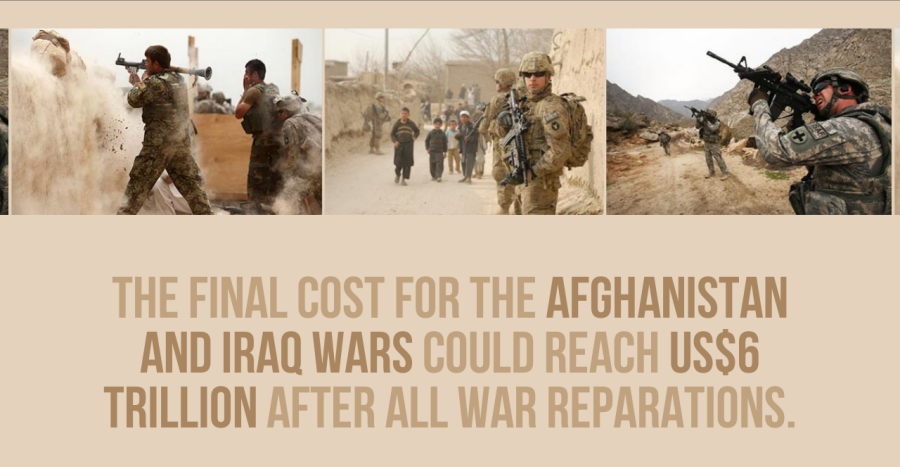 THE FINAL COST FOR THE AFGHANISTAN
AND IRAQ WARS COULD REACH US$6
TRILLION AFTER ALL WAR REPARATIONS.